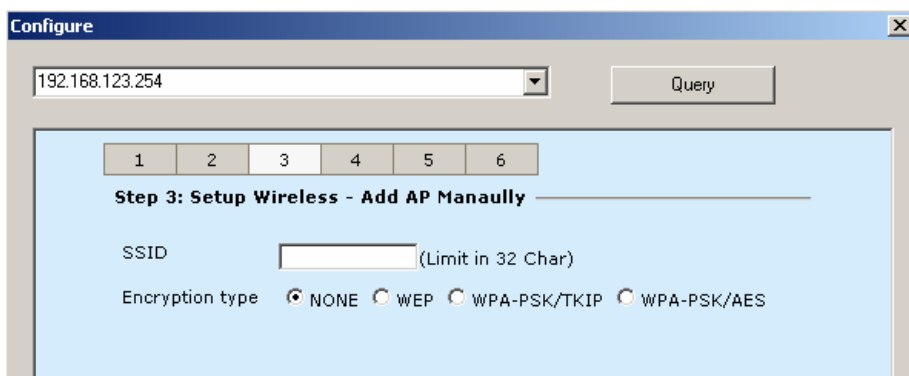 Configure
192.168.123.254
Query
1 2 3 4 5 6
Step 3: Setup Wireless - Add AP Manaully
SSID (Limit in 32 Char)
Encryption type NONE WEP WPA-PSK/TKIP WPA-PSK/AES